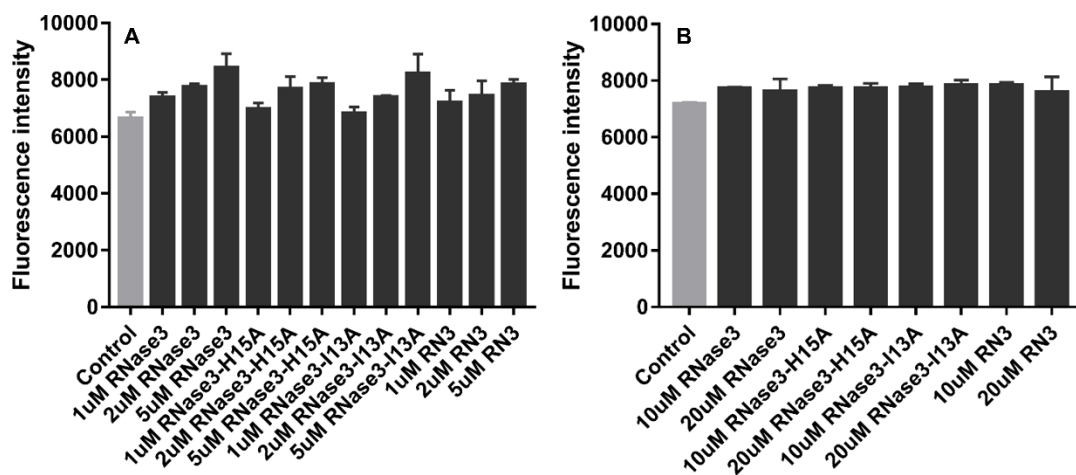 A
Fluorescence intensity
10000
8000
6000
4000
2000
0
Control
1uM RNase3
2uM RNase3
5uM RNase3
1uM RNase3-H15A
2uM RNase3-H15A
5uM RNase3-H15A
1uM RNase3-I13A
2uM RNase3-I13A
5uM RNase3-I13A
1uM RN3
2uM RN3
5uM RN3
B
Fluorescence intensity
10000
8000
6000
4000
2000
0
Control
10uM RNase3
20uM RNase3
10uM RNase3-H15A
20uM RNase3-H15A
10uM RNase3-I13A
20uM RNase3-I13A
10uM RN3
20uM RN3